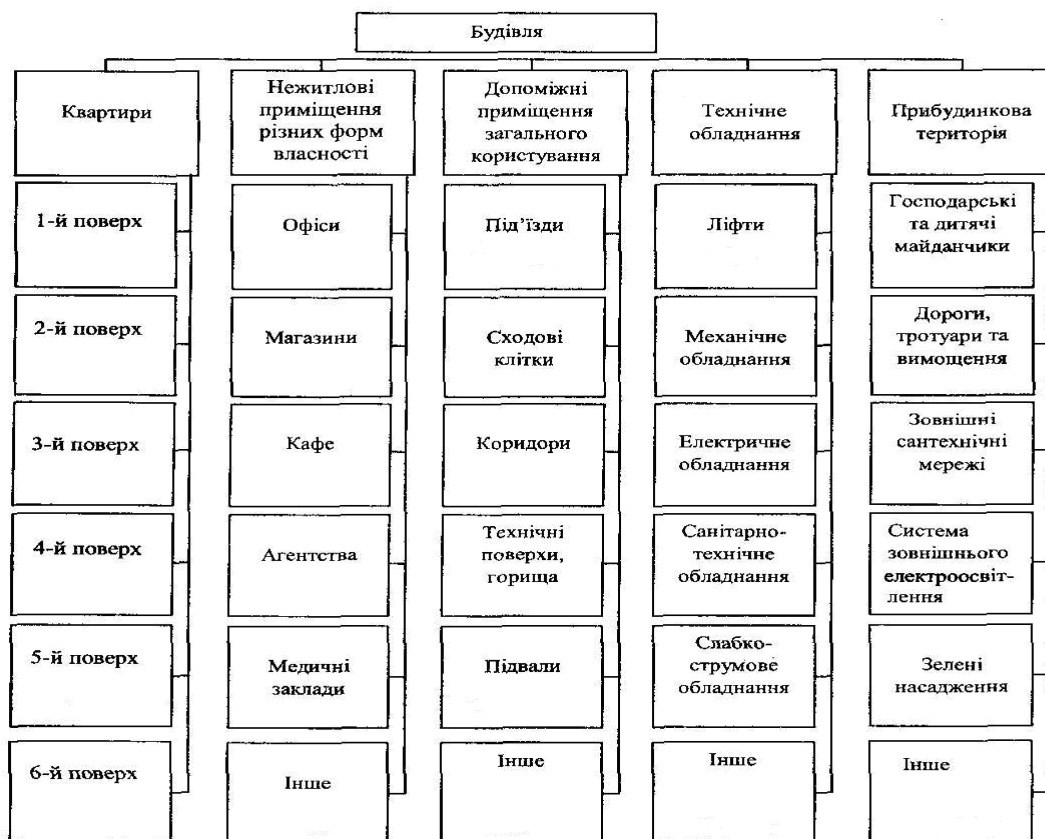 Будівля
Квартири
1-й поверх
2-й поверх
3-й поверх
4-й поверх
5-й поверх
6-й поверх
Нежитлові
приміщення
різних форм
власності
Офіси
Магазини
Кафе
Агентства
Медичні
заклади
Інше
Допоміжні
приміщення
загального
користування
Під’їзди
Сходові
клітки
Коридори
Технічні
поверхи,
горища
Підвали
Інше
Технічне
обладнання
Ліфти
Механічне
обладнання
Електричне
обладнання
Санітарно-
технічне
обладнання
Слабко-
струмове
обладнання
Інше
Прибудинкова
територія
Господарські
та дитячі
майданчики
Дороги,
тротуари та
вимощення
Зовнішні
сантехнічні
мережі
Система
зовнішнього
електроосвіт-
лення
Зелені
насадження
Інше